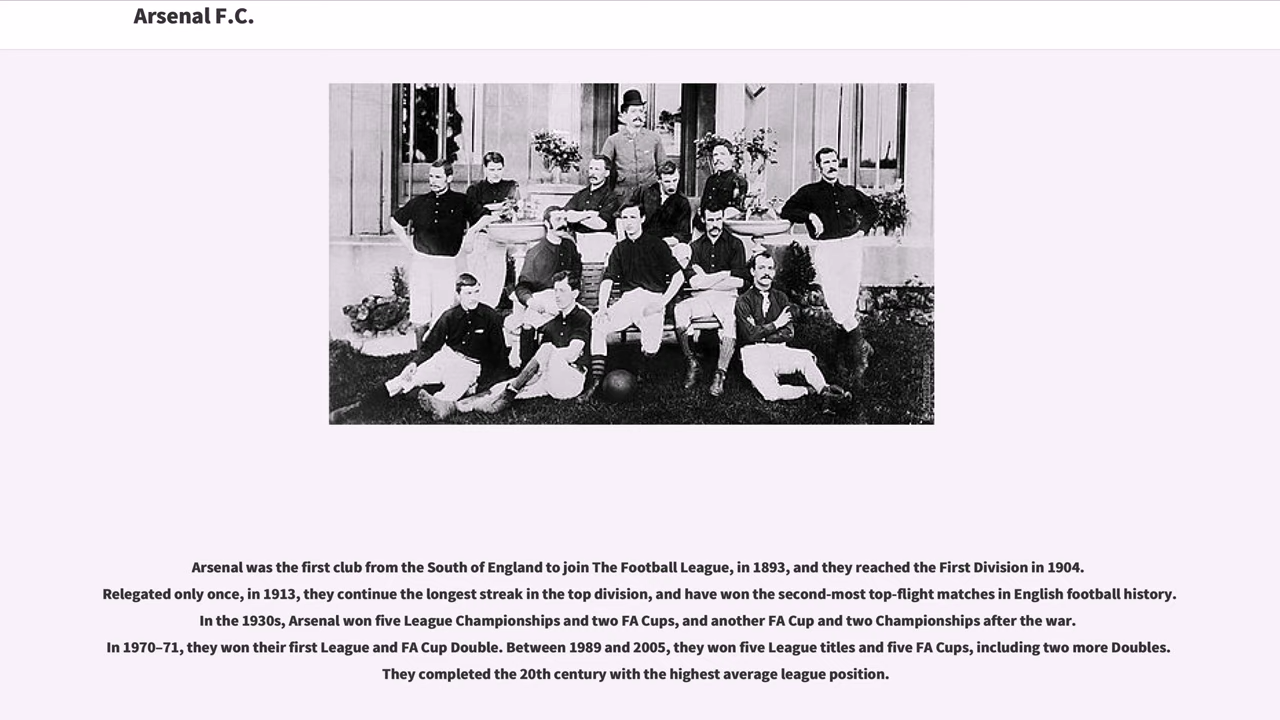 Arsenal F.C.
Arsenal was the first club from the South of England to join The Football League, in 1893, and they reached the First Division in 1904.
Relegated only once, in 1913, they continue the longest streak in the top division, and have won the second-most top-flight matches in English football history.
In the 1930s, Arsenal won five League Championships and two FA Cups, and another FA Cup and two Championships after the war.
In 1970–71, they won their first League and FA Cup Double. Between 1989 and 2005, they won five League titles and five FA Cups, including two more Doubles.
They completed the 20th century with the highest average league position.